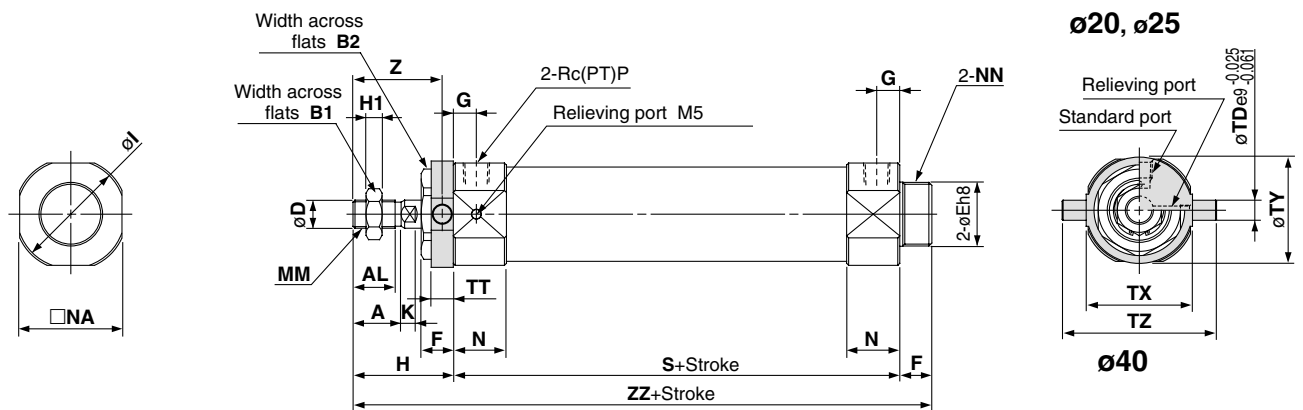 ø20, ø25
Width across
flats B2
Z
2-Rc(PT)P
G
2-NN
Width across
flats B1
H1
G
Relieving port M5
Relieving port
Standard port
øTDe9 -0.025
-0.061
øI
øD
2-øEh8
øTY
MM
AL
TT
TX
□NA
A
K
F
N
N
TZ
H
S+Stroke
F
ZZ+Stroke
ø40